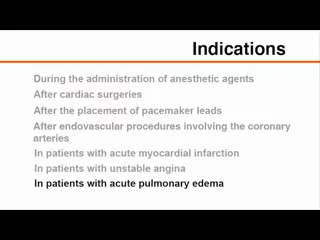 Indications
During the administration of anesthetic agents
After cardiac surgeries
After the placement of pacemaker leads
After endovascular procedures involving the coronary
arteries
In patients with acute myocardial infarction
In patients with unstable angina
In patients with acute pulmonary edema